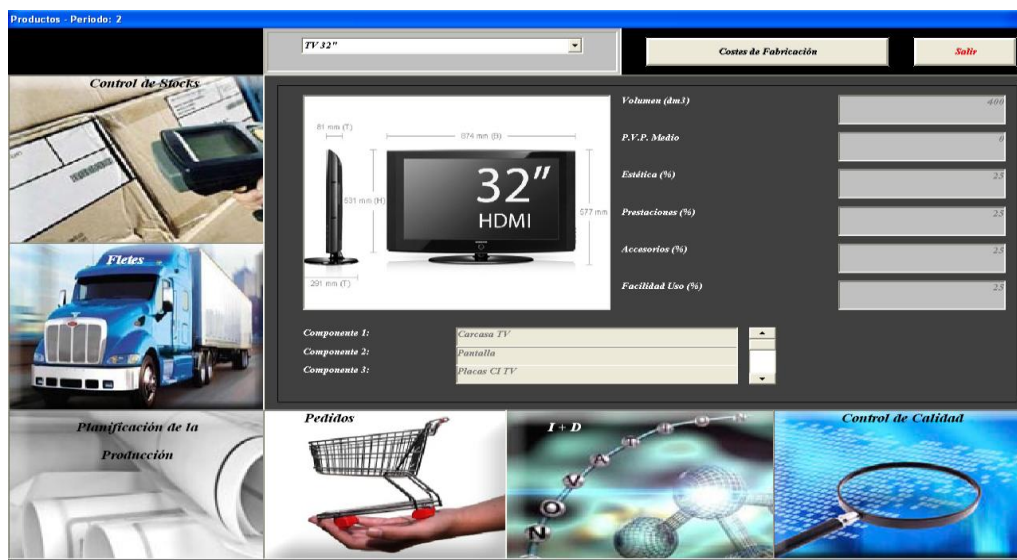 Productos - Periodo: 2
TV 32"
Costes de Fabricación
Salir
Control de Stocks
Volumen (dm3)
400
P.V.P. Medio
0
Estética (%)
25
Prestaciones (%)
25
Accesorios (%)
25
Facilidad Uso (%)
25
81 mm (T)
874 mm (B)
531 mm (H)
577 mm
291 mm (T)
32"
HDMI
Componente 1:
Carcasa TV
Componente 2:
Pantalla
Componente 3:
Placas CI TV
Fletes
Planificación de la
Producción
Pedidos
I + D
Control de Calidad